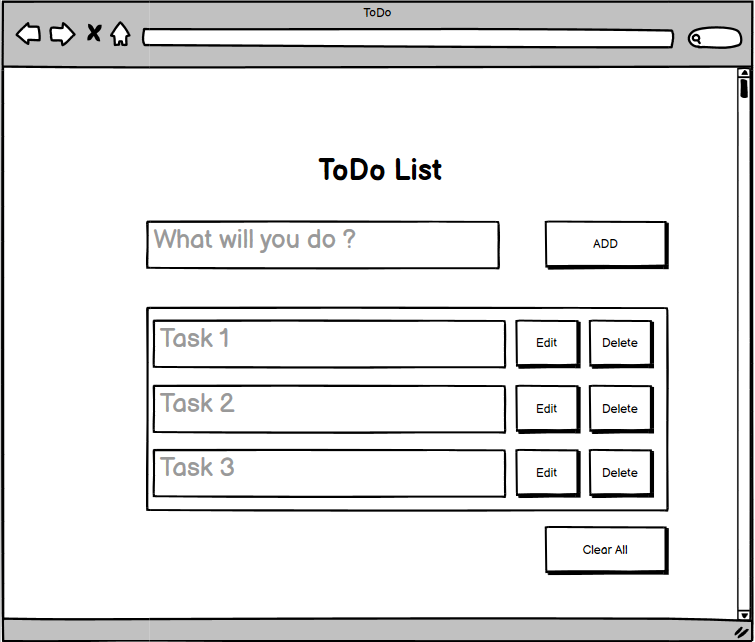 ToDo
ToDo List
What will you do ?
ADD
Task 1
Edit
Delete
Task 2
Edit
Delete
Task 3
Edit
Delete
Clear All